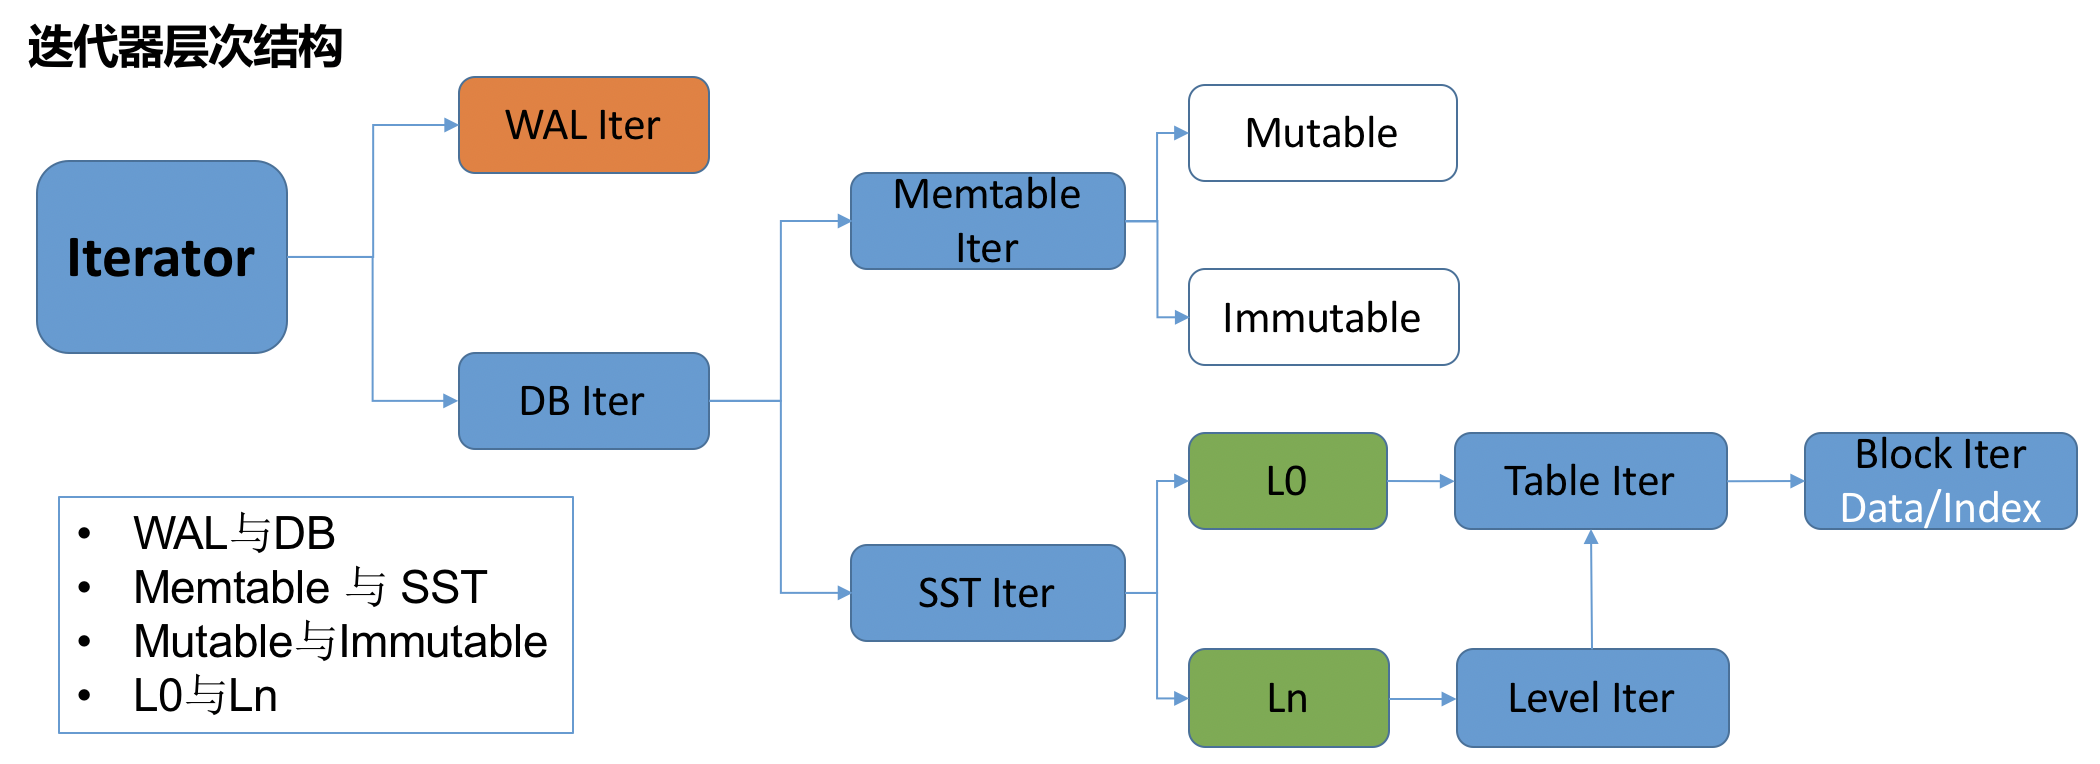 迭代器层次结构
WAL Iter
Mutable
Memtable
Iter
Iterator
Immutable
DB Iter
L0
Table Iter
Block Iter
Data/Index
SST Iter
Ln
Level Iter
• WAL与DB
• Memtable 与 SST
• Mutable与Immutable
• L0与Ln